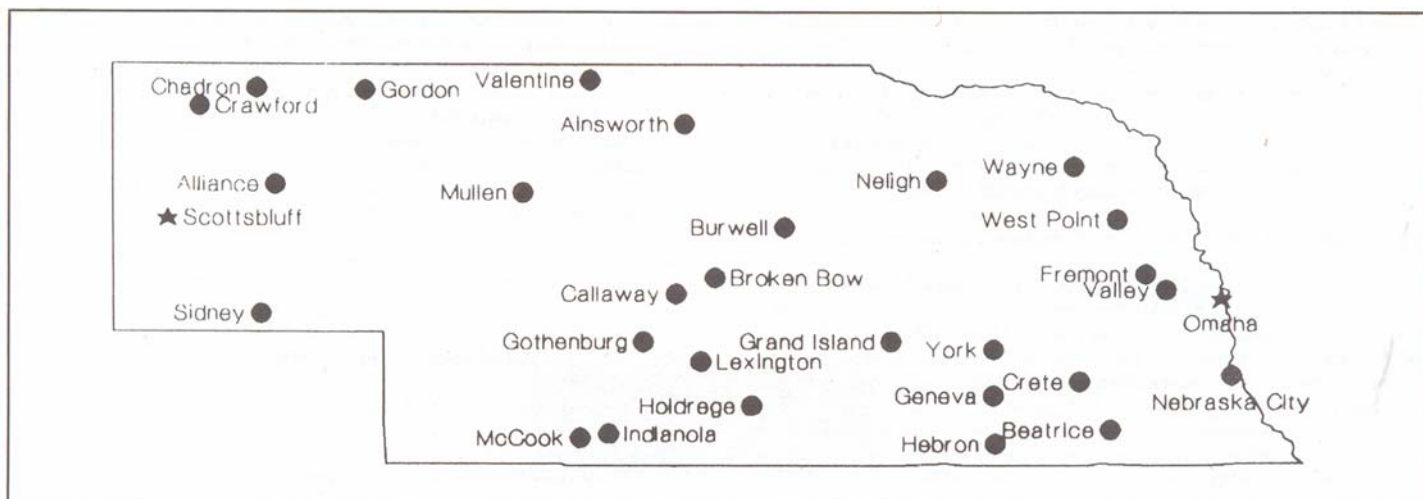 Chadron
Crawford
Gordon
Valentine
Ainsworth
Alliance
Scottsbluff
Mullen
Neligh
Wayne
Burwell
West Point
Sidney
Callaway
Broken Bow
Fremont
Valley
Omaha
Gothenburg
Lexington
Grand Island
York
Holdrege
Geneva
Crete
Nebraska City
McCook
Indianola
Hebron
Beatrice